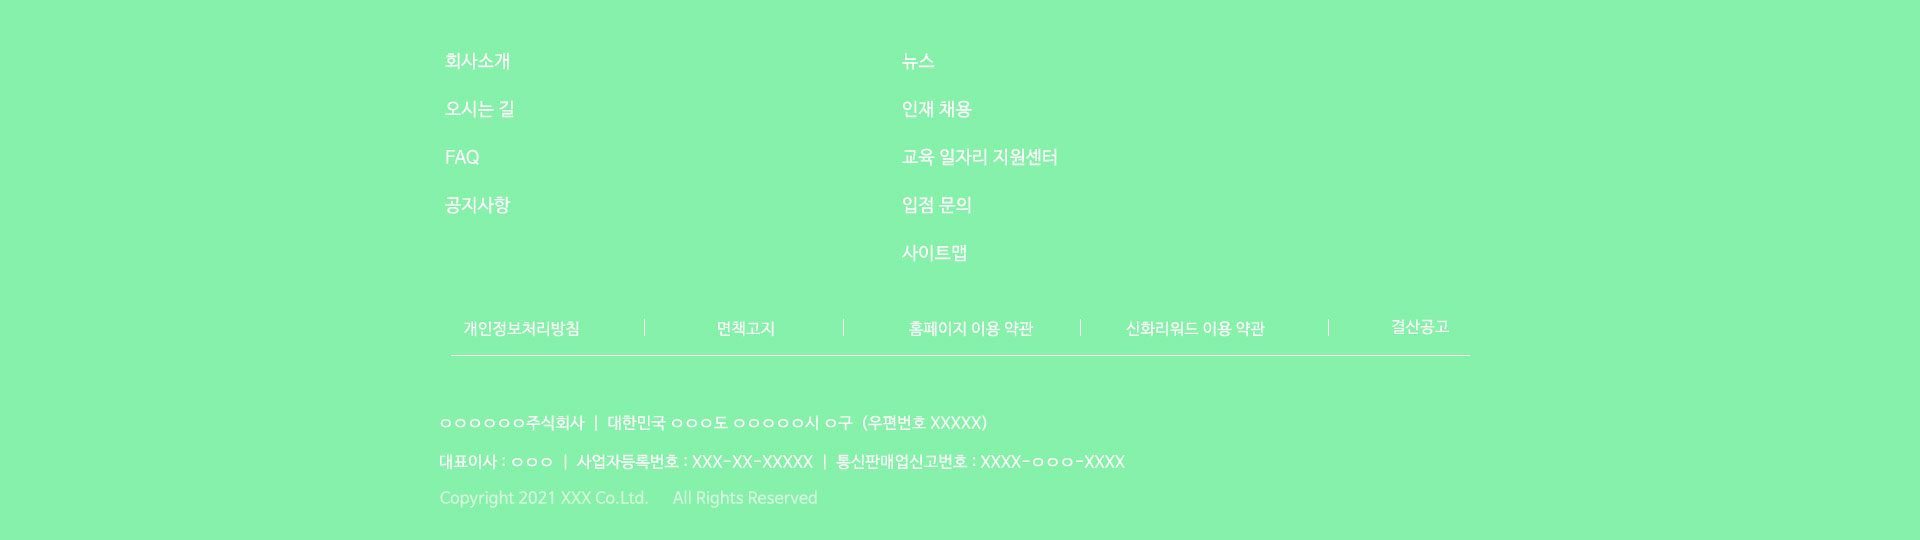 회사소개
오시는 길
FAQ
공지사항
뉴스
인재 채용
교육 일자리 지원센터
입점 문의
사이트맵
개인정보처리방침 | 면책고지 | 홈페이지 이용 약관 | 신화리워드 이용 약관 | 결산공고
ㅇㅇㅇㅇㅇㅇ주식회사 | 대한민국 ㅇㅇㅇ도 ㅇㅇㅇㅇㅇ시 ㅇ구 (우편번호 XXXXX)
대표이사 : ㅇㅇㅇ | 사업자등록번호 : XXX-XX-XXXXX | 통신판매업신고번호 : XXXX-ㅇㅇㅇ-XXXX
Copyright 2021 XXX Co.Ltd. All Rights Reserved